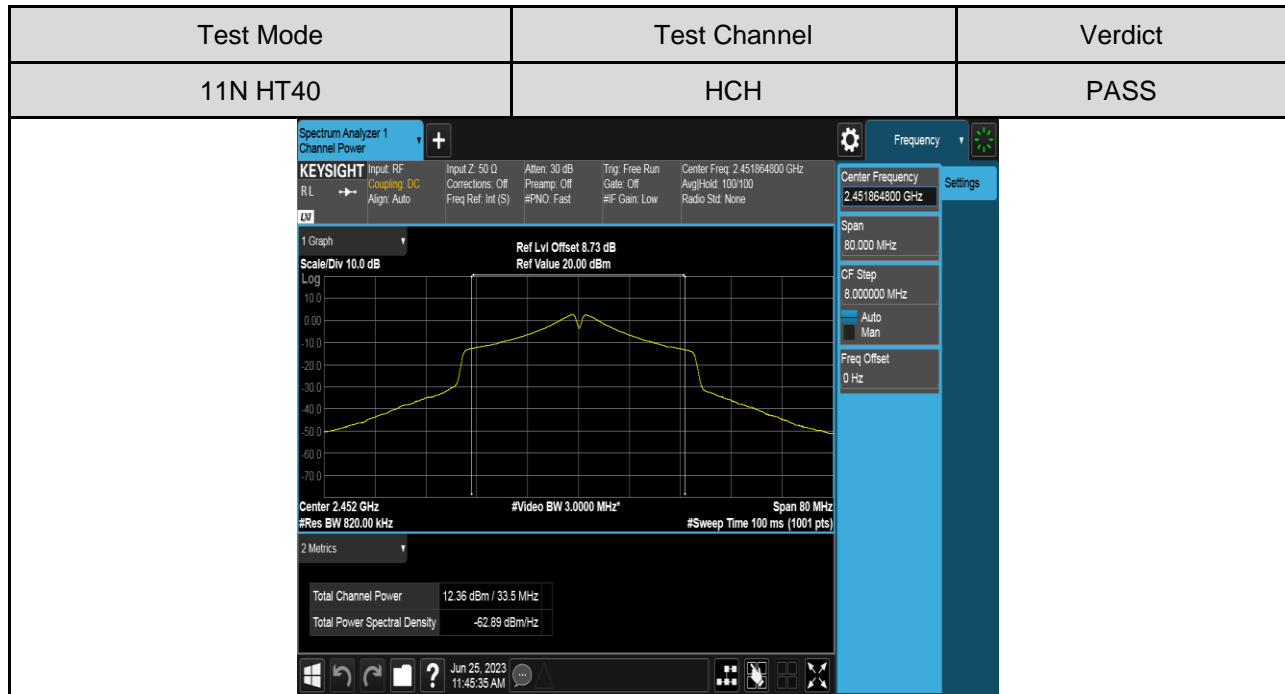 Test Mode Test Channel Verdict
11N HT40 HCH PASS
Spectrum Analyzer 1
Channel Power
+
Frequency
KEYSIGHT Input: RF Input Z: 50 Ω Atten: 30 dB Trig: Free Run Center Freq: 2.451864800 GHz
RL Coupling: DC Corrections: Off Preamp: Off Gate: Off Avg|Hold: 100/100
Align: Auto Freq Ref: Int (S) #PNO: Fast #IF Gain: Low Radio Std: None
LXI
Center Frequency
2.451864800 GHz
Settings
Span
80.000 MHz
CF Step
8.000000 MHz
Auto
Man
Freq Offset
0 Hz
1 Graph
Ref Lvl Offset 8.73 dB
Scale/Div 10.0 dB Ref Value 20.00 dBm
Log
10.0
0.00
-10.0
-20.0
-30.0
-40.0
-50.0
-60.0
-70.0
Center 2.452 GHz #Video BW 3.0000 MHz* Span 80 MHz
#Res BW 820.00 kHz #Sweep Time 100 ms (1001 pts)
2 Metrics
Total Channel Power 12.36 dBm / 33.5 MHz
Total Power Spectral Density -62.89 dBm/Hz
?
Jun 25, 2023
11:45:35 AM